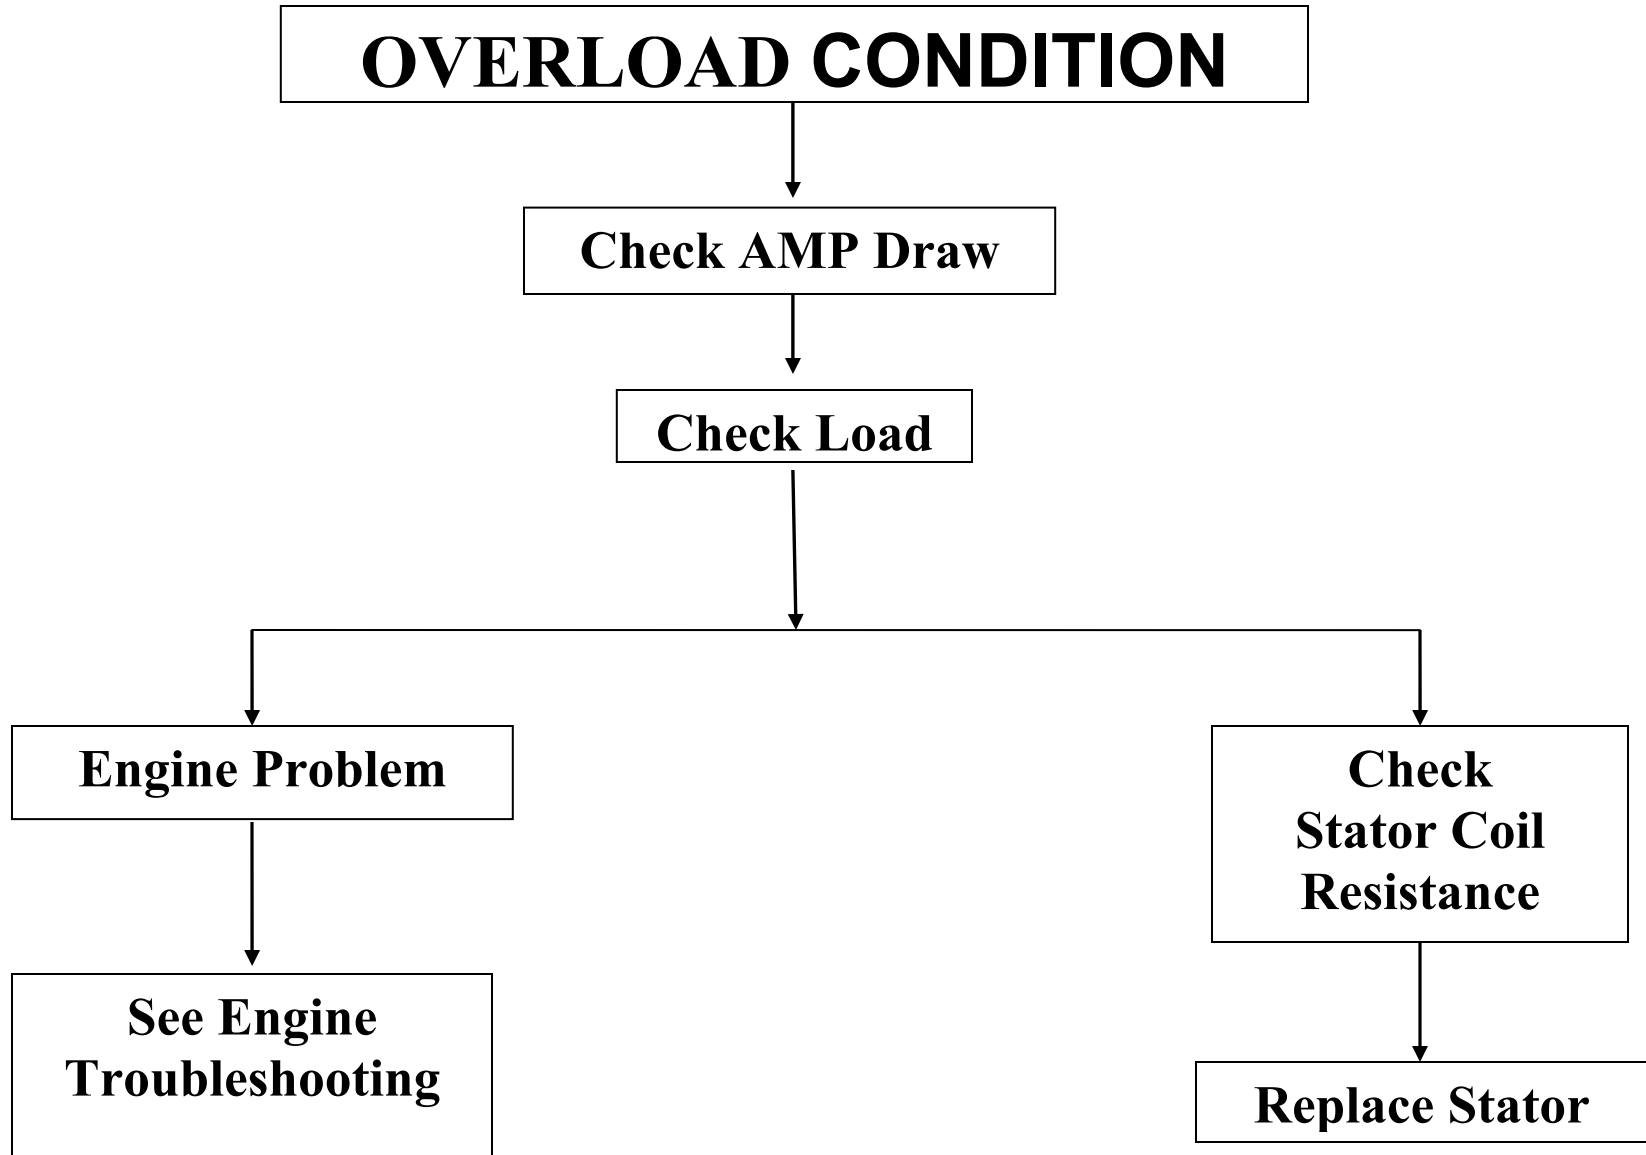 OVERLOAD CONDITION
Check AMP Draw
Check Load
Engine Problem
See Engine
Troubleshooting
Check
Stator Coil
Resistance
Replace Stator